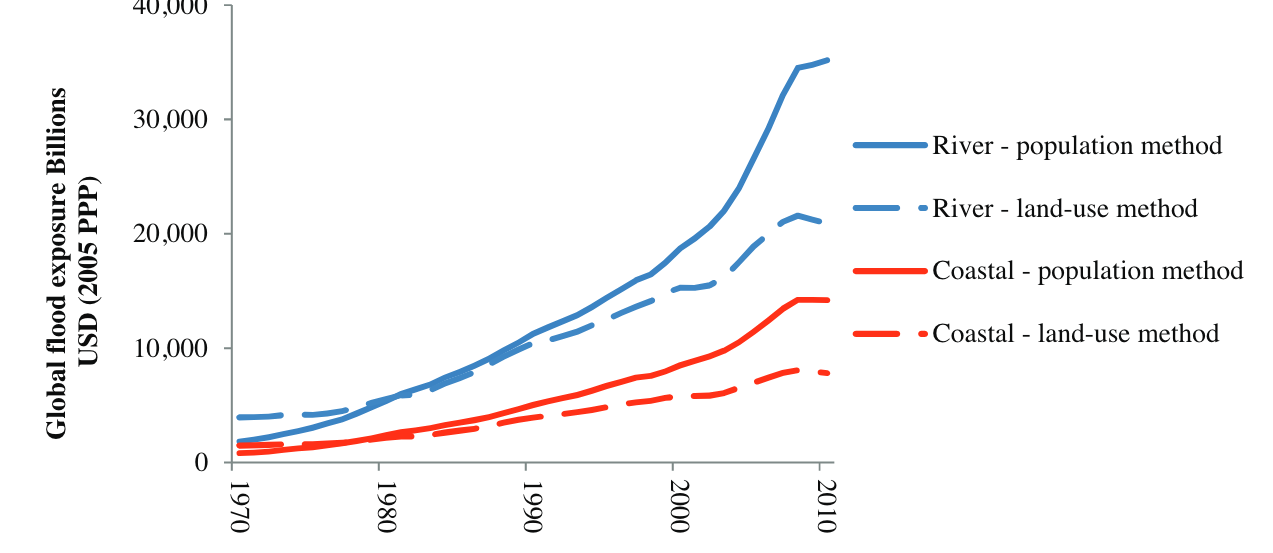 40,000
30,000
20,000
10,000
0
Global flood exposure Billions
USD (2005 PPP)
1970
1980
1990
2000
2010
River - population method
River - land-use method
Coastal - population method
Coastal - land-use method